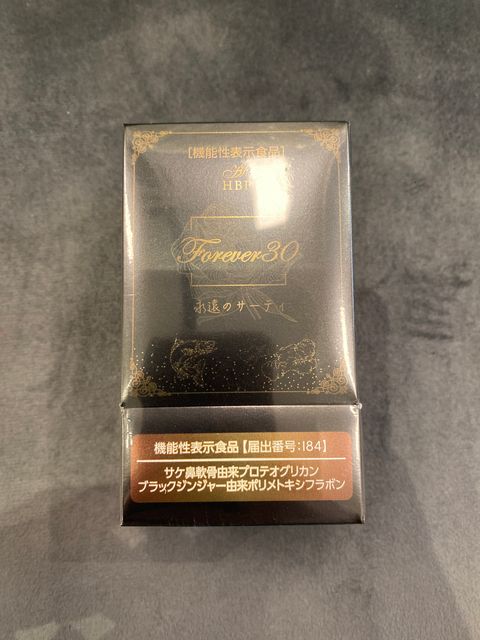 [機能性表示食品]
HBP
Forever30
永遠のサーティ
機能性表示食品【届出番号:I84】
サケ鼻軟骨由来プロテオグリカン
ブラックジンジャー由来ポリメトキシフラボン